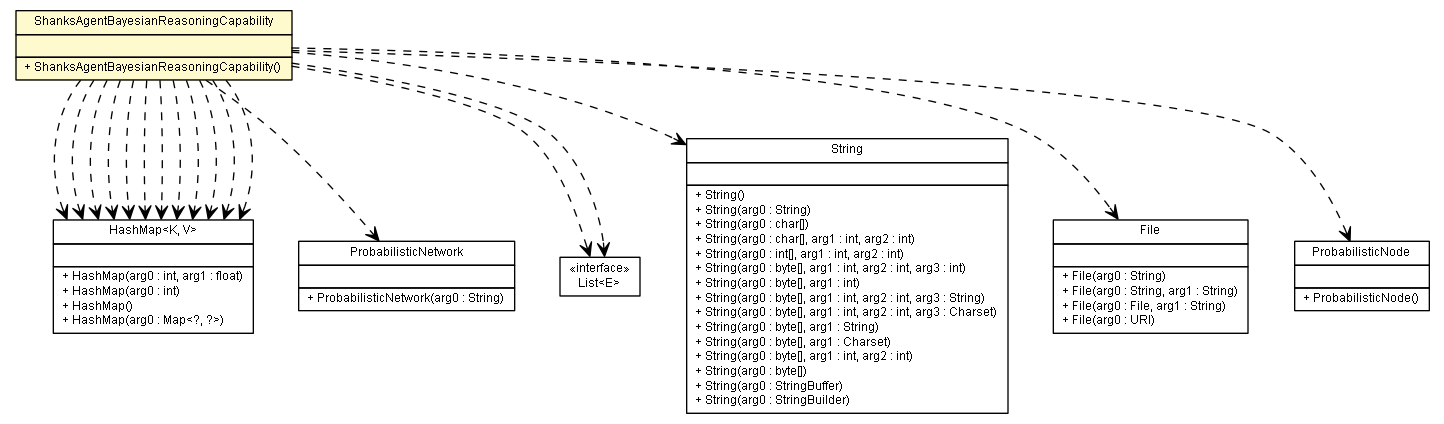 ShanksAgentBayesianReasoningCapability
+ ShanksAgentBayesianReasoningCapability()
HashMap<K, V>
+ HashMap(arg0 : int, arg1 : float)
+ HashMap(arg0 : int)
+ HashMap()
+ HashMap(arg0 : Map<?, ?>)
ProbabilisticNetwork
+ ProbabilisticNetwork(arg0 : String)
«interface»
List<E>
String
+ String()
+ String(arg0 : String)
+ String(arg0 : char[])
+ String(arg0 : char[], arg1 : int, arg2 : int)
+ String(arg0 : int[], arg1 : int, arg2 : int)
+ String(arg0 : byte[], arg1 : int, arg2 : int, arg3 : int)
+ String(arg0 : byte[], arg1 : int)
+ String(arg0 : byte[], arg1 : int, arg2 : int, arg3 : String)
+ String(arg0 : byte[], arg1 : int, arg2 : int, arg3 : Charset)
+ String(arg0 : byte[], arg1 : String)
+ String(arg0 : byte[], arg1 : Charset)
+ String(arg0 : byte[], arg1 : int, arg2 : int)
+ String(arg0 : byte[])
+ String(arg0 : StringBuffer)
+ String(arg0 : StringBuilder)
File
+ File(arg0 : String)
+ File(arg0 : String, arg1 : String)
+ File(arg0 : File, arg1 : String)
+ File(arg0 : URI)
ProbabilisticNode
+ ProbabilisticNode()